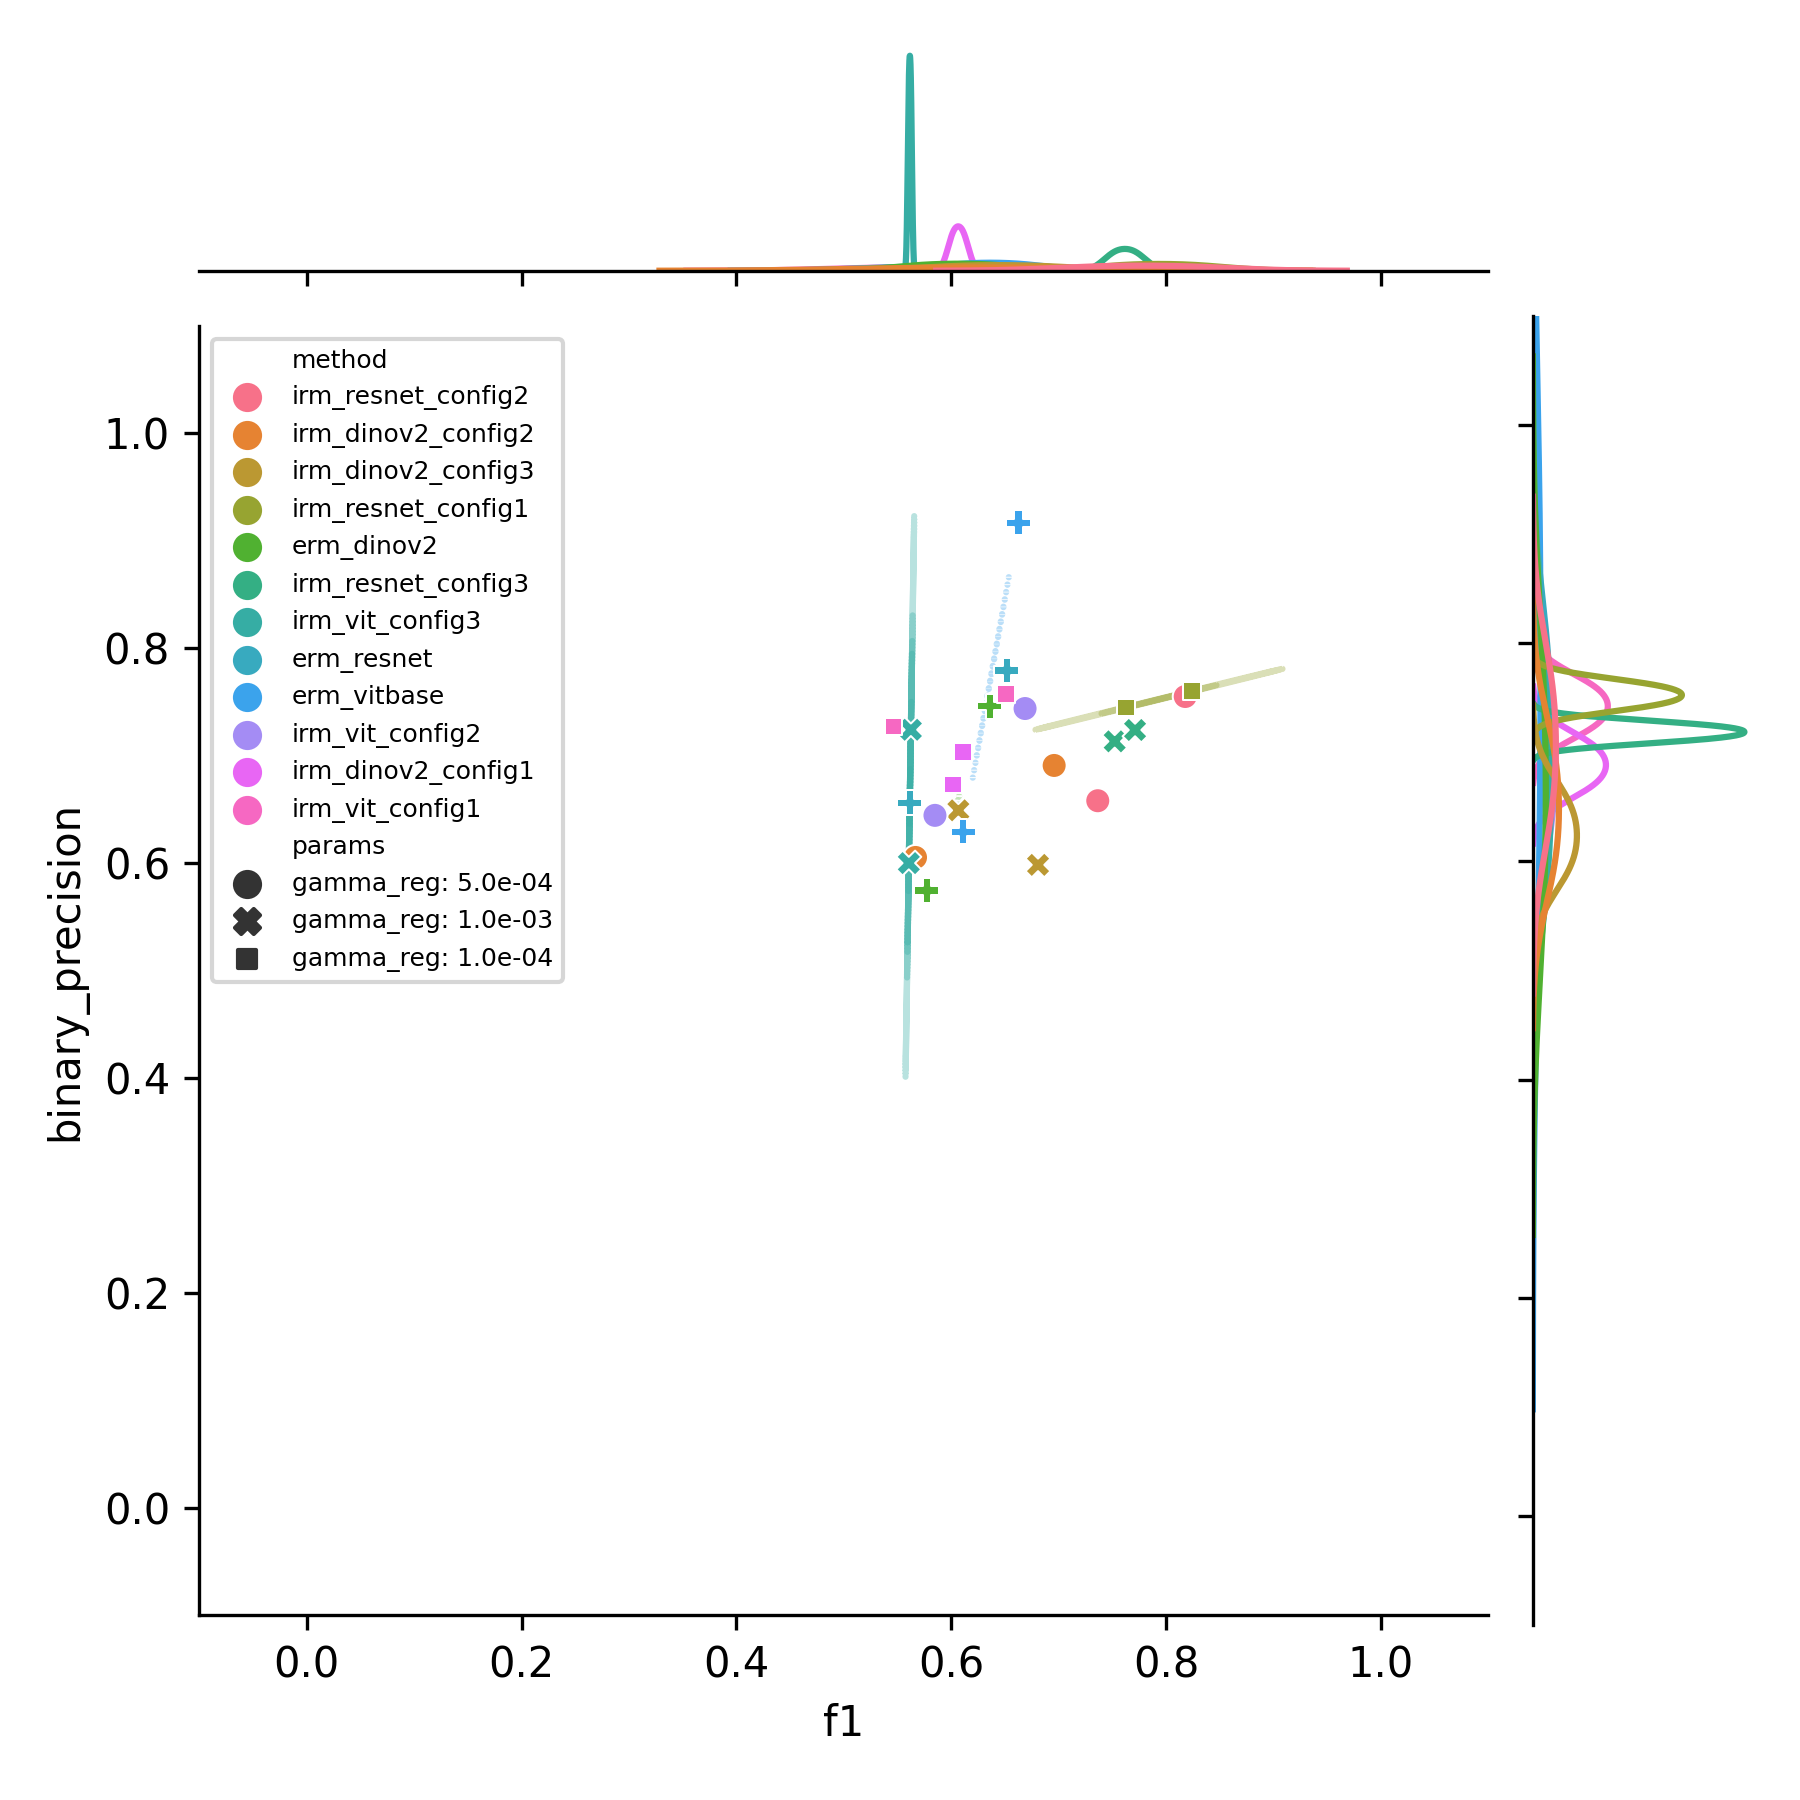 method
irm_resnet_config2
irm_dinov2_config2
irm_dinov2_config3
irm_resnet_config1
erm_dinov2
irm_resnet_config3
irm_vit_config3
erm_resnet
erm_vitbase
irm_vit_config2
irm_dinov2_config1
irm_vit_config1
params
gamma_reg: 5.0e-04
gamma_reg: 1.0e-03
gamma_reg: 1.0e-04
1.0
0.8
0.6
0.4
0.2
0.0
binary_precision
0.0 0.2 0.4 0.6 0.8 1.0
f1